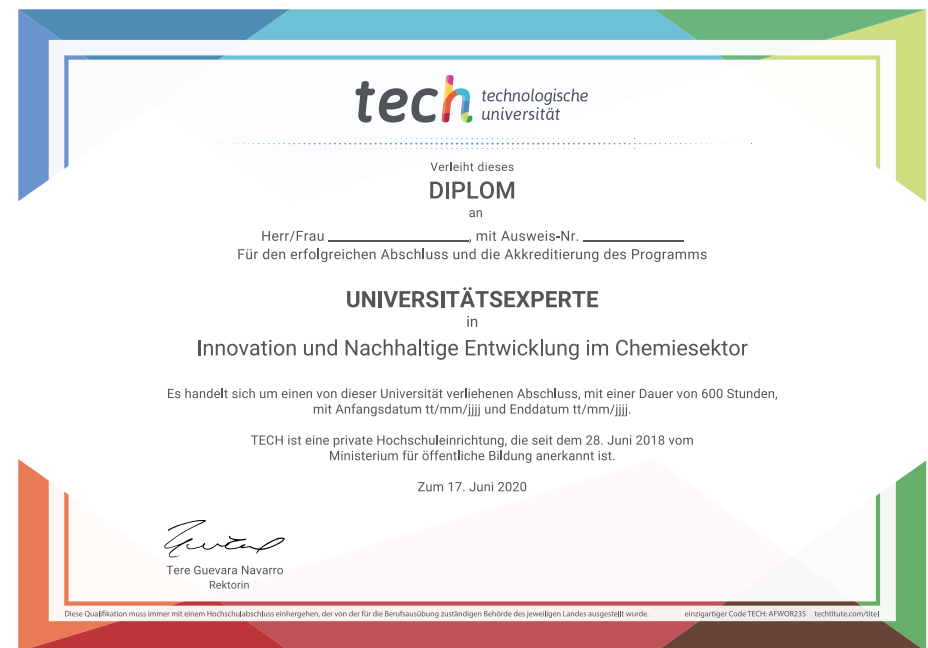 tech technologische
universität
Verleiht dieses
DIPLOM
an
Herr/Frau ____________, mit Ausweis-Nr. ____________
Für den erfolgreichen Abschluss und die Akkreditierung des Programms
UNIVERSITÄTSEXPERTE
in
Innovation und Nachhaltige Entwicklung im Chemiesektor
Es handelt sich um einen von dieser Universität verliehenen Abschluss, mit einer Dauer von 600 Stunden,
mit Anfangsdatum tt/mm/jjjj und Enddatum tt/mm/jjjj.
TECH ist eine private Hochschuleinrichtung, die seit dem 28. Juni 2018 vom
Ministerium für öffentliche Bildung anerkannt ist.
Zum 17. Juni 2020
Tere Guevara Navarro
Rektorin
Diese Qualifikation muss immer mit einem Hochschulabschluss einhergehen, der von der für die Berufsausübung zuständigen Behörde des jeweiligen Landes ausgestellt wurde. einzigartiger Code TECH: AFWOR23S techtitute.com/titel